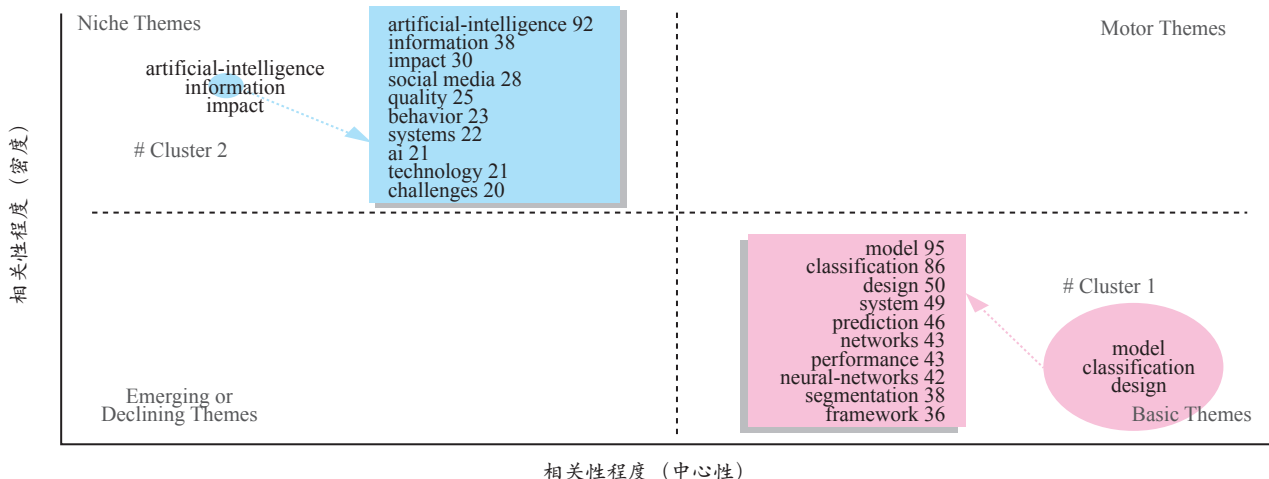 Niche Themes
Motor Themes
artificial-intelligence
information
impact
# Cluster 2
artificial-intelligence 92
information 38
impact 30
social media 28
quality 25
behavior 23
systems 22
ai 21
technology 21
challenges 20
相关性程度（密度）
model 95
classification 86
design 50
system 49
prediction 46
networks 43
performance 43
neural-networks 42
segmentation 38
framework 36
# Cluster 1
model
classification
design
Basic Themes
Emerging or
Declining Themes
相关性程度（中心性）